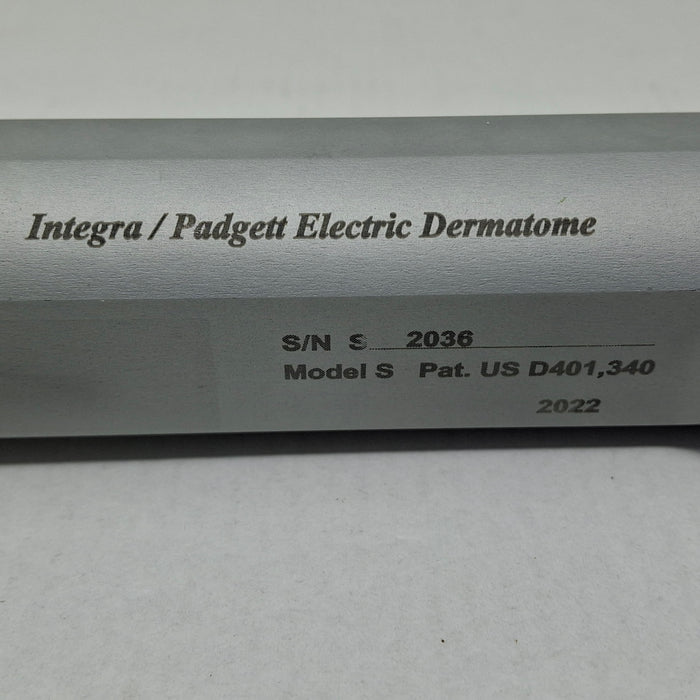 Integra / Padgett Electric Dermatome
S/N S 2036
Model S Pat. US D401,340
2022